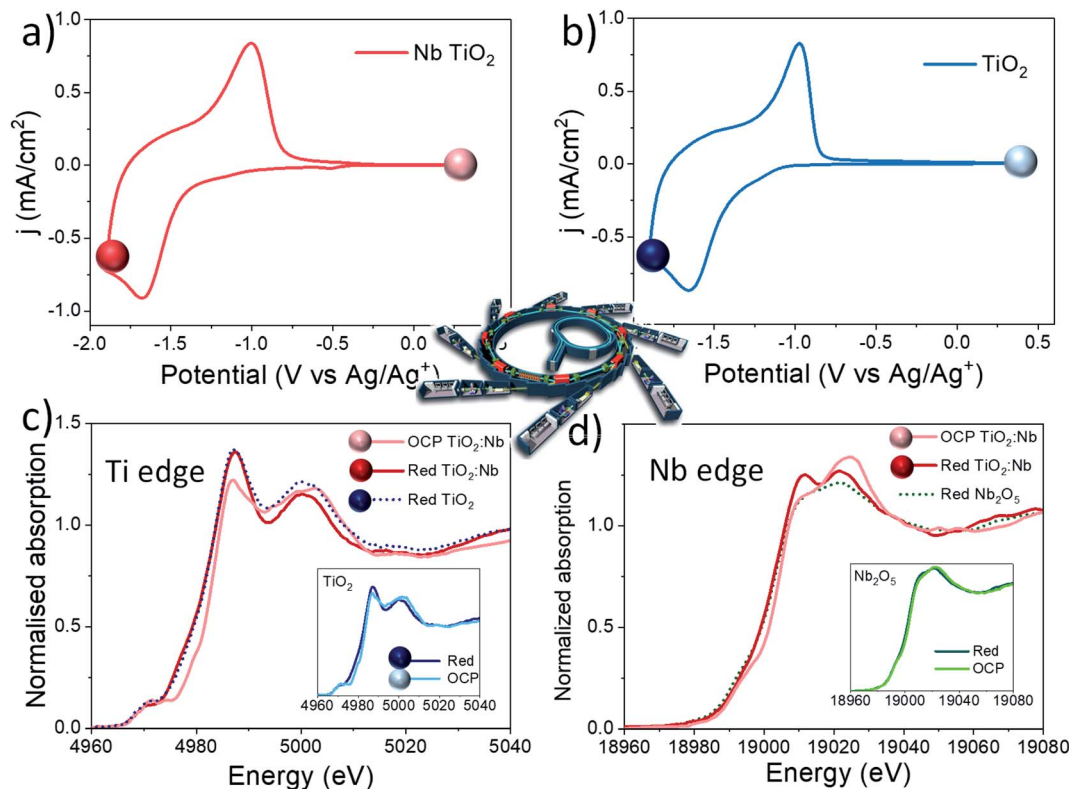 a)
1.0
0.5
0.0
-0.5
-1.0
j (mA/cm²)
Nb TiO₂
-2.0 -1.5 -1.0 -0.5 0.0
Potential (V vs Ag/Ag⁺)
b)
1.0
0.5
0.0
-0.5
-1.0
j (mA/cm²)
TiO₂
-1.5 -1.0 -0.5 0.0 0.5
Potential (V vs Ag/Ag⁺)
c)
1.5
1.0
0.5
0.0
Normalised absorption
Ti edge
OCP TiO₂:Nb
Red TiO₂:Nb
Red TiO₂
TiO₂
Red
OCP
4960 4980 5000 5020 5040
4960 4980 5000 5020 5040
Energy (eV)
d)
1.5
1.0
0.5
0.0
Normalized absorption
Nb edge
OCP TiO₂:Nb
Red TiO₂:Nb
Red Nb₂O₅
Nb₂O₅
Red
OCP
18960 19000 19040 19080
18960 18980 19000 19020 19040 19060 19080
Energy (eV)